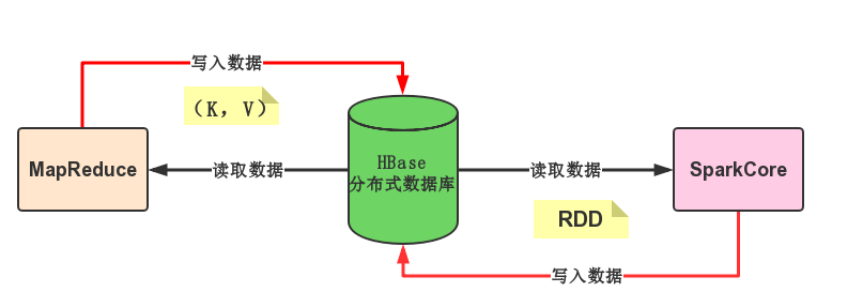 写入数据
（K，V）
MapReduce
读取数据
HBase
分布式数据库
读取数据
SparkCore
RDD
写入数据